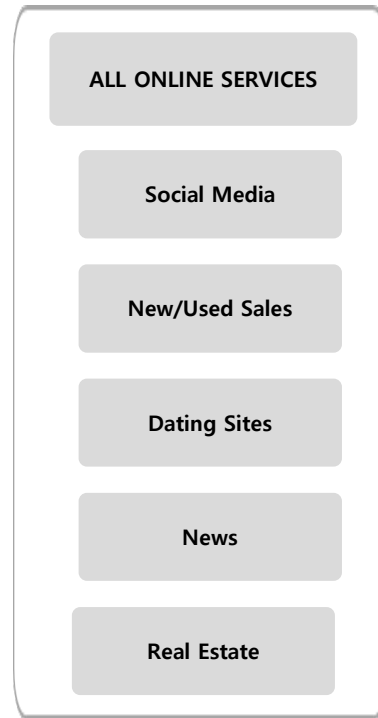 ALL ONLINE SERVICES
Social Media
New/Used Sales
Dating Sites
News
Real Estate